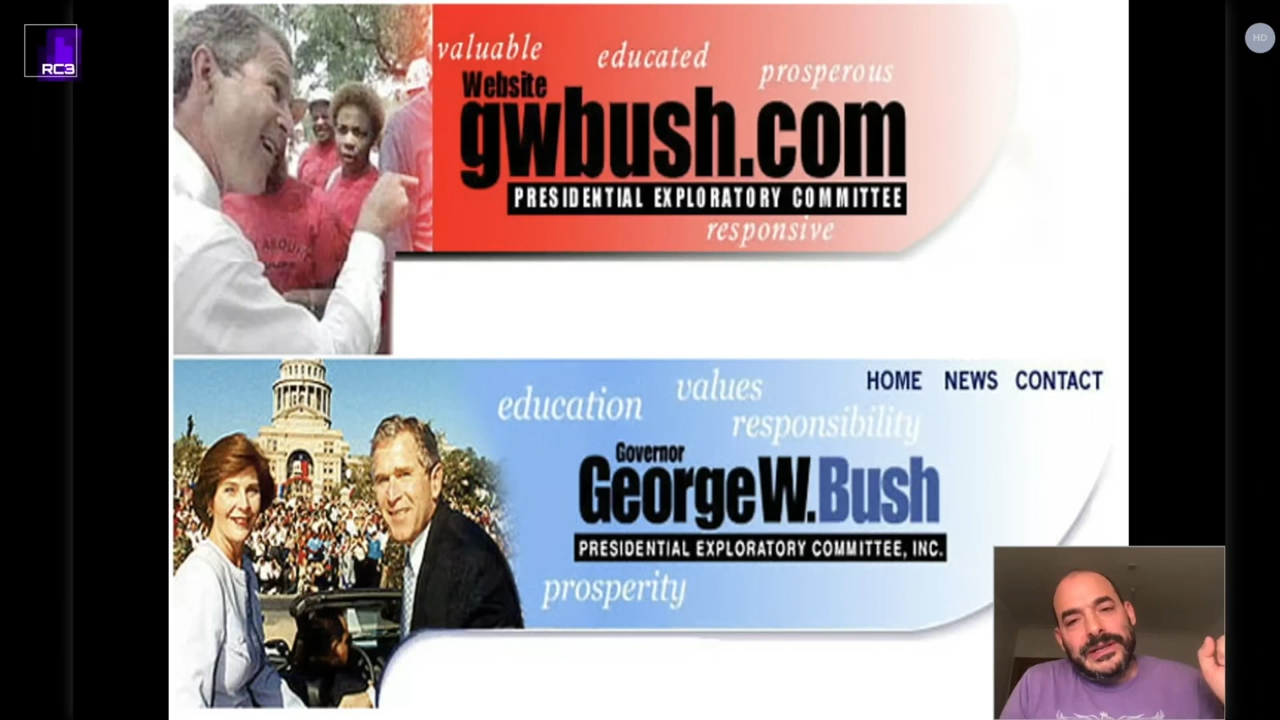 RC3
HD
valuable
educated
prosperous
Website
gwbush.com
PRESIDENTIAL EXPLORATORY COMMITTEE
responsive
HOME NEWS CONTACT
values
education
responsibility
Governor
GeorgeW.Bush
PRESIDENTIAL EXPLORATORY COMMITTEE, INC.
prosperity